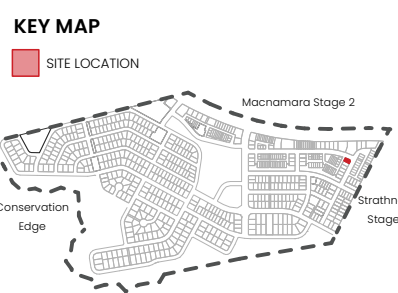 KEY MAP
SITE LOCATION
Macnamara Stage 2
Conservation
Edge
Strathn
Stage